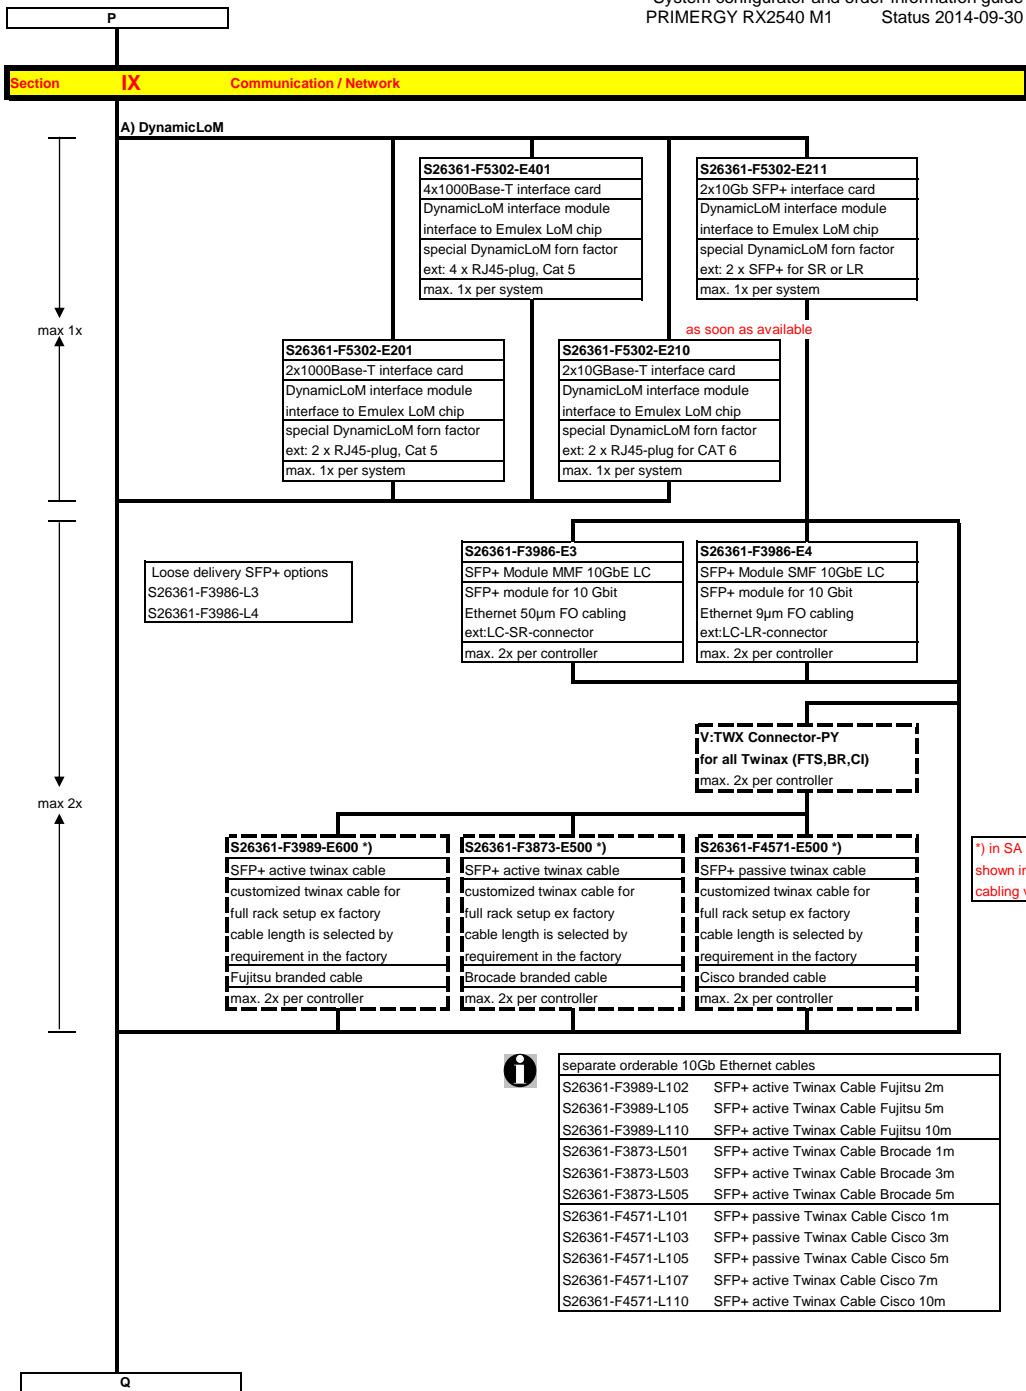 System configurator and order information guide
PRIMERGY RX2540 M1 Status 2014-09-30
P
Section IX Communication / Network
A) DynamicLoM
S26361-F5302-E401
4x1000Base-T interface card
DynamicLoM interface module
interface to Emulex LoM chip
special DynamicLoM forn factor
ext: 4 x RJ45-plug, Cat 5
max. 1x per system
S26361-F5302-E211
2x10Gb SFP+ interface card
DynamicLoM interface module
interface to Emulex LoM chip
special DynamicLoM forn factor
ext: 2 x SFP+ for SR or LR
max. 1x per system
max 1x
as soon as available
S26361-F5302-E201
2x1000Base-T interface card
DynamicLoM interface module
interface to Emulex LoM chip
special DynamicLoM forn factor
ext: 2 x RJ45-plug, Cat 5
max. 1x per system
S26361-F5302-E210
2x10GBase-T interface card
DynamicLoM interface module
interface to Emulex LoM chip
special DynamicLoM forn factor
ext: 2 x RJ45-plug for CAT 6
max. 1x per system
Loose delivery SFP+ options
S26361-F3986-L3
S26361-F3986-L4
S26361-F3986-E3
SFP+ Module MMF 10GbE LC
SFP+ module for 10 Gbit
Ethernet 50µm FO cabling
ext:LC-SR-connector
max. 2x per controller
S26361-F3986-E4
SFP+ Module SMF 10GbE LC
SFP+ module for 10 Gbit
Ethernet 9µm FO cabling
ext:LC-LR-connector
max. 2x per controller
V:TWX Connector-PY
for all Twinax (FTS,BR,CI)
max. 2x per controller
max 2x
S26361-F3989-E600 *)
SFP+ active twinax cable
customized twinax cable for
full rack setup ex factory
cable length is selected by
requirement in the factory
Fujitsu branded cable
max. 2x per controller
S26361-F3873-E500 *)
SFP+ active twinax cable
customized twinax cable for
full rack setup ex factory
cable length is selected by
requirement in the factory
Brocade branded cable
max. 2x per controller
S26361-F4571-E500 *)
SFP+ passive twinax cable
customized twinax cable for
full rack setup ex factory
cable length is selected by
requirement in the factory
Cisco branded cable
max. 2x per controller
*) in SA
shown in
cabling
separate orderable 10Gb Ethernet cables
S26361-F3989-L102 SFP+ active Twinax Cable Fujitsu 2m
S26361-F3989-L105 SFP+ active Twinax Cable Fujitsu 5m
S26361-F3989-L110 SFP+ active Twinax Cable Fujitsu 10m
S26361-F3873-L501 SFP+ active Twinax Cable Brocade 1m
S26361-F3873-L503 SFP+ active Twinax Cable Brocade 3m
S26361-F3873-L505 SFP+ active Twinax Cable Brocade 5m
S26361-F4571-L101 SFP+ passive Twinax Cable Cisco 1m
S26361-F4571-L103 SFP+ passive Twinax Cable Cisco 3m
S26361-F4571-L105 SFP+ passive Twinax Cable Cisco 5m
S26361-F4571-L107 SFP+ active Twinax Cable Cisco 7m
S26361-F4571-L110 SFP+ active Twinax Cable Cisco 10m
Q